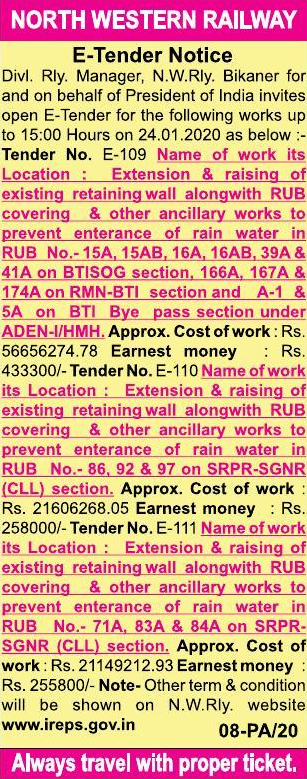 NORTH WESTERN RAILWAY
E-Tender Notice
Divl. Rly. Manager, N.W.Rly. Bikaner for
and on behalf of President of India invites
open E-Tender for the following works up
to 15:00 Hours on 24.01.2020 as below :-
Tender No. E-109 Name of work its
Location : Extension & raising of
existing retaining wall alongwith RUB
covering & other ancillary works to
prevent enterance of rain water in
RUB No.- 15A, 15AB, 16A, 16AB, 39A &
41A on BTISOG section, 166A, 167A &
174A on RMN-BTI section and A-1 &
5A on BTI Bye pass section under
ADEN-I/HMH. Approx. Cost of work : Rs.
56656274.78 Earnest money : Rs.
433300/- Tender No. E-110 Name of work
its Location : Extension & raising of
existing retaining wall alongwith RUB
covering & other ancillary works to
prevent enterance of rain water in
RUB No.- 86, 92 & 97 on SRPR-SGNR
(CLL) section. Approx. Cost of work :
Rs. 21606268.05 Earnest money : Rs.
258000/- Tender No. E-111 Name of work
its Location : Extension & raising of
existing retaining wall alongwith RUB
covering & other ancillary works to
prevent enterance of rain water in
RUB No.- 71A, 83A & 84A on SRPR-
SGNR (CLL) section. Approx. Cost of
work : Rs. 21149212.93 Earnest money :
Rs. 255800/- Note- Other term & condition
will be shown on N.W.Rly. website
www.ireps.gov.in 08-PA/20
Always travel with proper ticket.